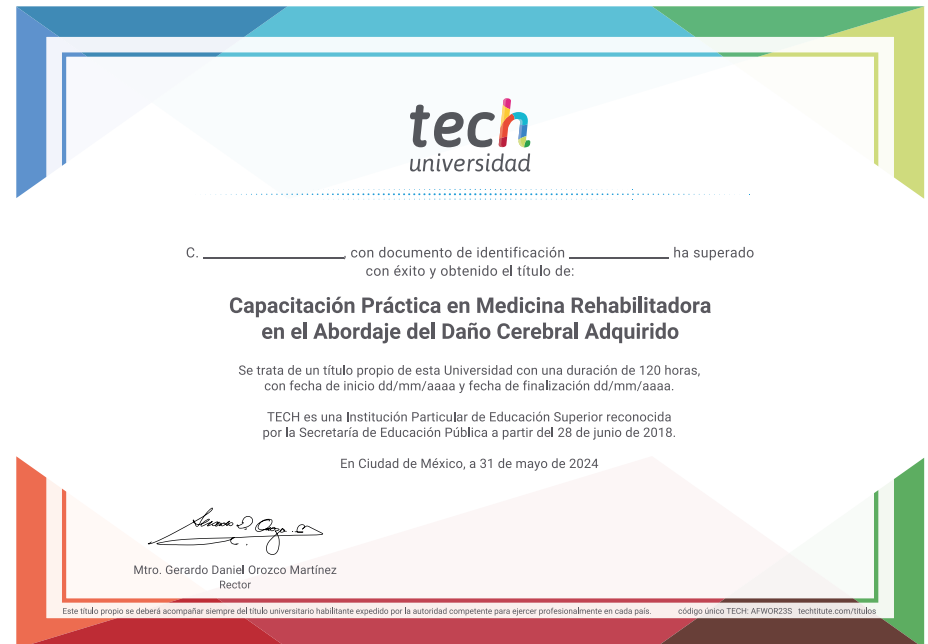 tech
universidad
C. ____________, con documento de identificación ____________ ha superado
con éxito y obtenido el título de:
Capacitación Práctica en Medicina Rehabilitadora
en el Abordaje del Daño Cerebral Adquirido
Se trata de un título propio de esta Universidad con una duración de 120 horas,
con fecha de inicio dd/mm/aaaa y fecha de finalización dd/mm/aaaa.
TECH es una Institución Particular de Educación Superior reconocida
por la Secretaría de Educación Pública a partir del 28 de junio de 2018.
En Ciudad de México, a 31 de mayo de 2024
Mtro. Gerardo Daniel Orozco Martínez
Rector
Este título propio se deberá acompañar siempre del título universitario habilitante expedido por la autoridad competente para ejercer profesionalmente en cada país. código único TECH: AFWOR23S techtitute.com/titulos